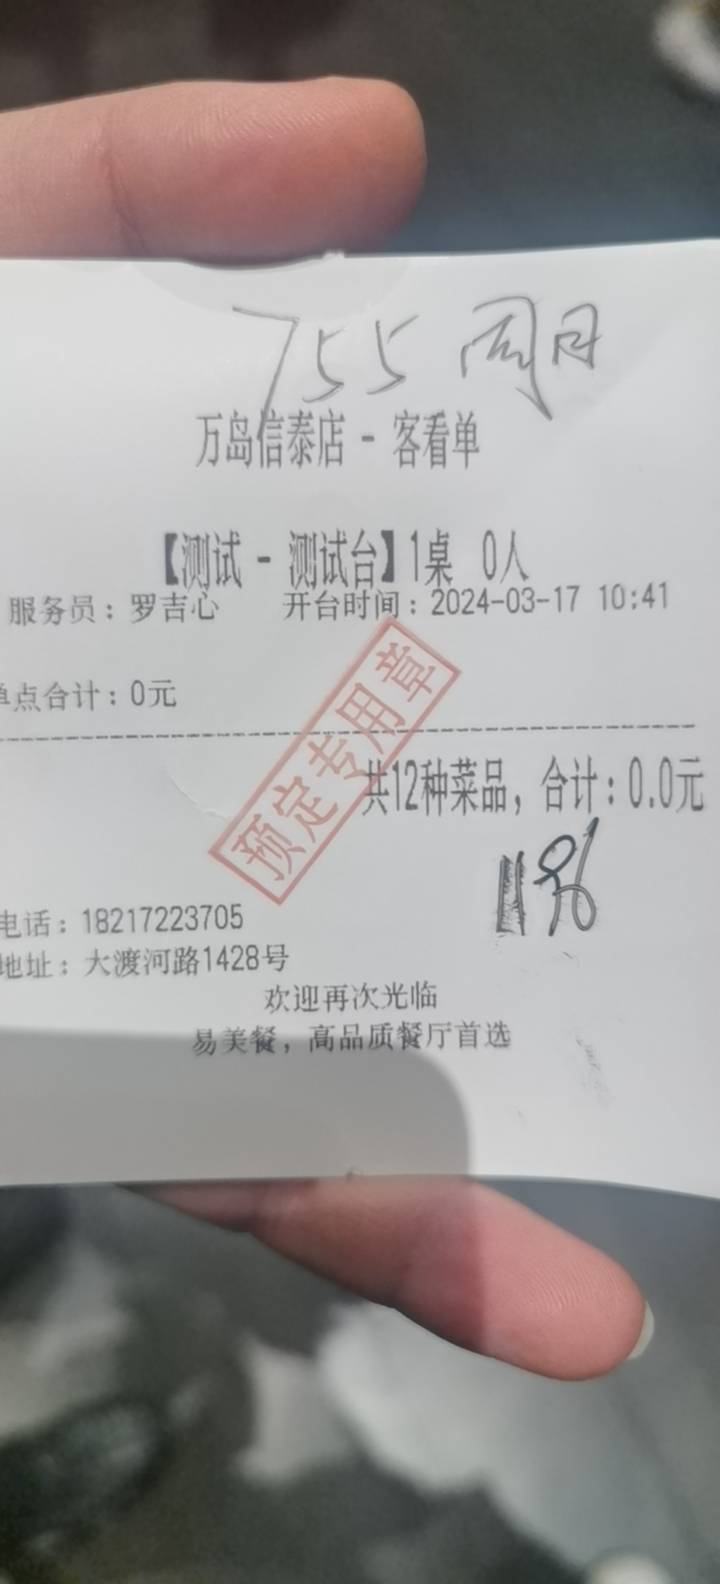 755 周日
万岛信泰店 - 客看单
【测试 - 测试台】1桌 0人
服务员：罗吉心 开台时间：2024-03-17 10:41
单点合计：0元
预定专用章
共12种菜品，合计：0.0元
电话：18217223705
地址：大渡河路1428号
欢迎再次光临
易美餐，高品质餐厅首选